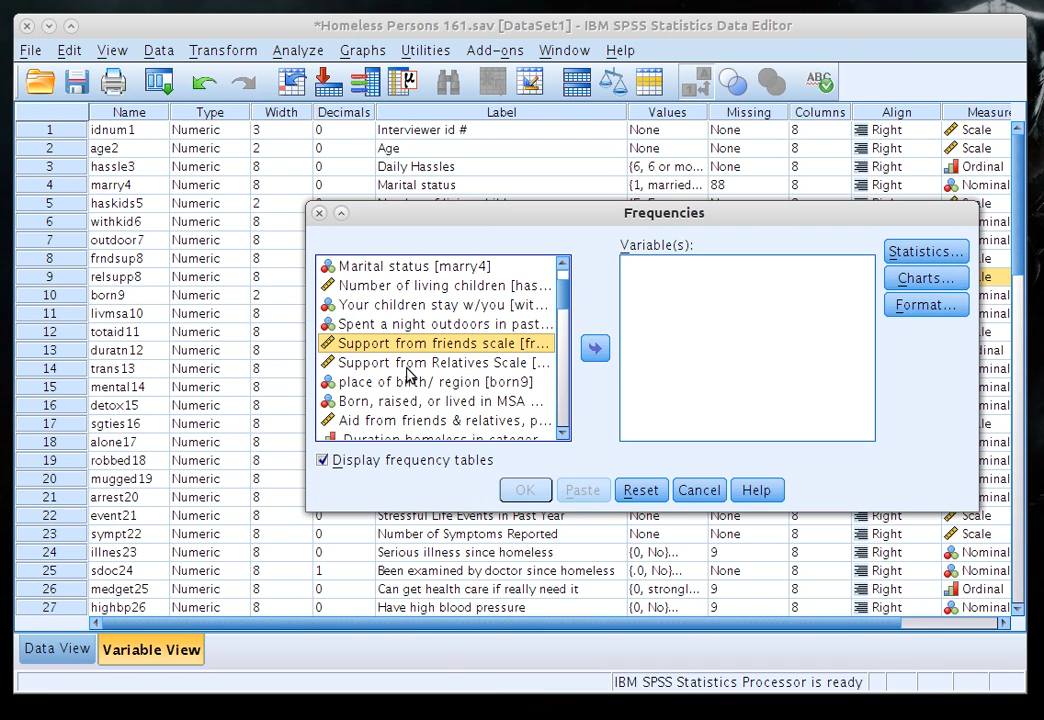 *Homeless Persons 161.sav [DataSet1] - IBM SPSS Statistics Data Editor
File Edit View Data Transform Analyze Graphs Utilities Add-ons Window Help
Name Type Width Decimals Label Values Missing Columns Align Measure
1 idnum1 Numeric 3 0 Interviewer id # None None 8 Right Scale
2 age2 Numeric 2 0 Age None None 8 Right Scale
3 hassle3 Numeric 8 0 Daily Hassles {6, 6 or mo... None 8 Right Ordinal
4 marry4 Numeric 8 0 Marital status {1, married... 88 8 Right Nominal
5 haskids5 Numeric 2
6 withkid6 Numeric 8
7 outdoor7 Numeric 8
8 frndsup8 Numeric 8
9 relsupp8 Numeric 8
10 born9 Numeric 2
11 livmsa10 Numeric 8
12 totaid11 Numeric 8
13 duratn12 Numeric 8
14 trans13 Numeric 8
15 mental14 Numeric 8
16 detox15 Numeric 8
17 sgties16 Numeric 8
18 alone17 Numeric 8
19 robbed18 Numeric 8
20 mugged19 Numeric 8
21 arrest20 Numeric 8
22 event21 Numeric 8 0 Stressful Life Events in Past Year None None 8 Right Scale
23 sympt22 Numeric 8 0 Number of Symptoms Reported None None 8 Right Scale
24 illnes23 Numeric 8 0 Serious illness since homeless {0, No}... 9 8 Right Nominal
25 sdoc24 Numeric 8 1 Been examined by doctor since homeless {.0, No}... None 8 Right Nominal
26 medget25 Numeric 8 0 Can get health care if really need it {0, strongl... 9 8 Right Ordinal
27 highbp26 Numeric 8 0 Have high blood pressure {0, No}... 9 8 Right Nominal
Frequencies
Variable(s):
Marital status [marry4]
Number of living children [has...
Your children stay w/you [wit...
Spent a night outdoors in past...
Support from friends scale [fr...
Support from Relatives Scale [...
place of birth/ region [born9]
Born, raised, or lived in MSA ...
Aid from friends & relatives, p...
Duration homeless in categor...
Statistics...
Charts...
Format...
Display frequency tables
OK Paste Reset Cancel Help
Data View Variable View
IBM SPSS Statistics Processor is ready